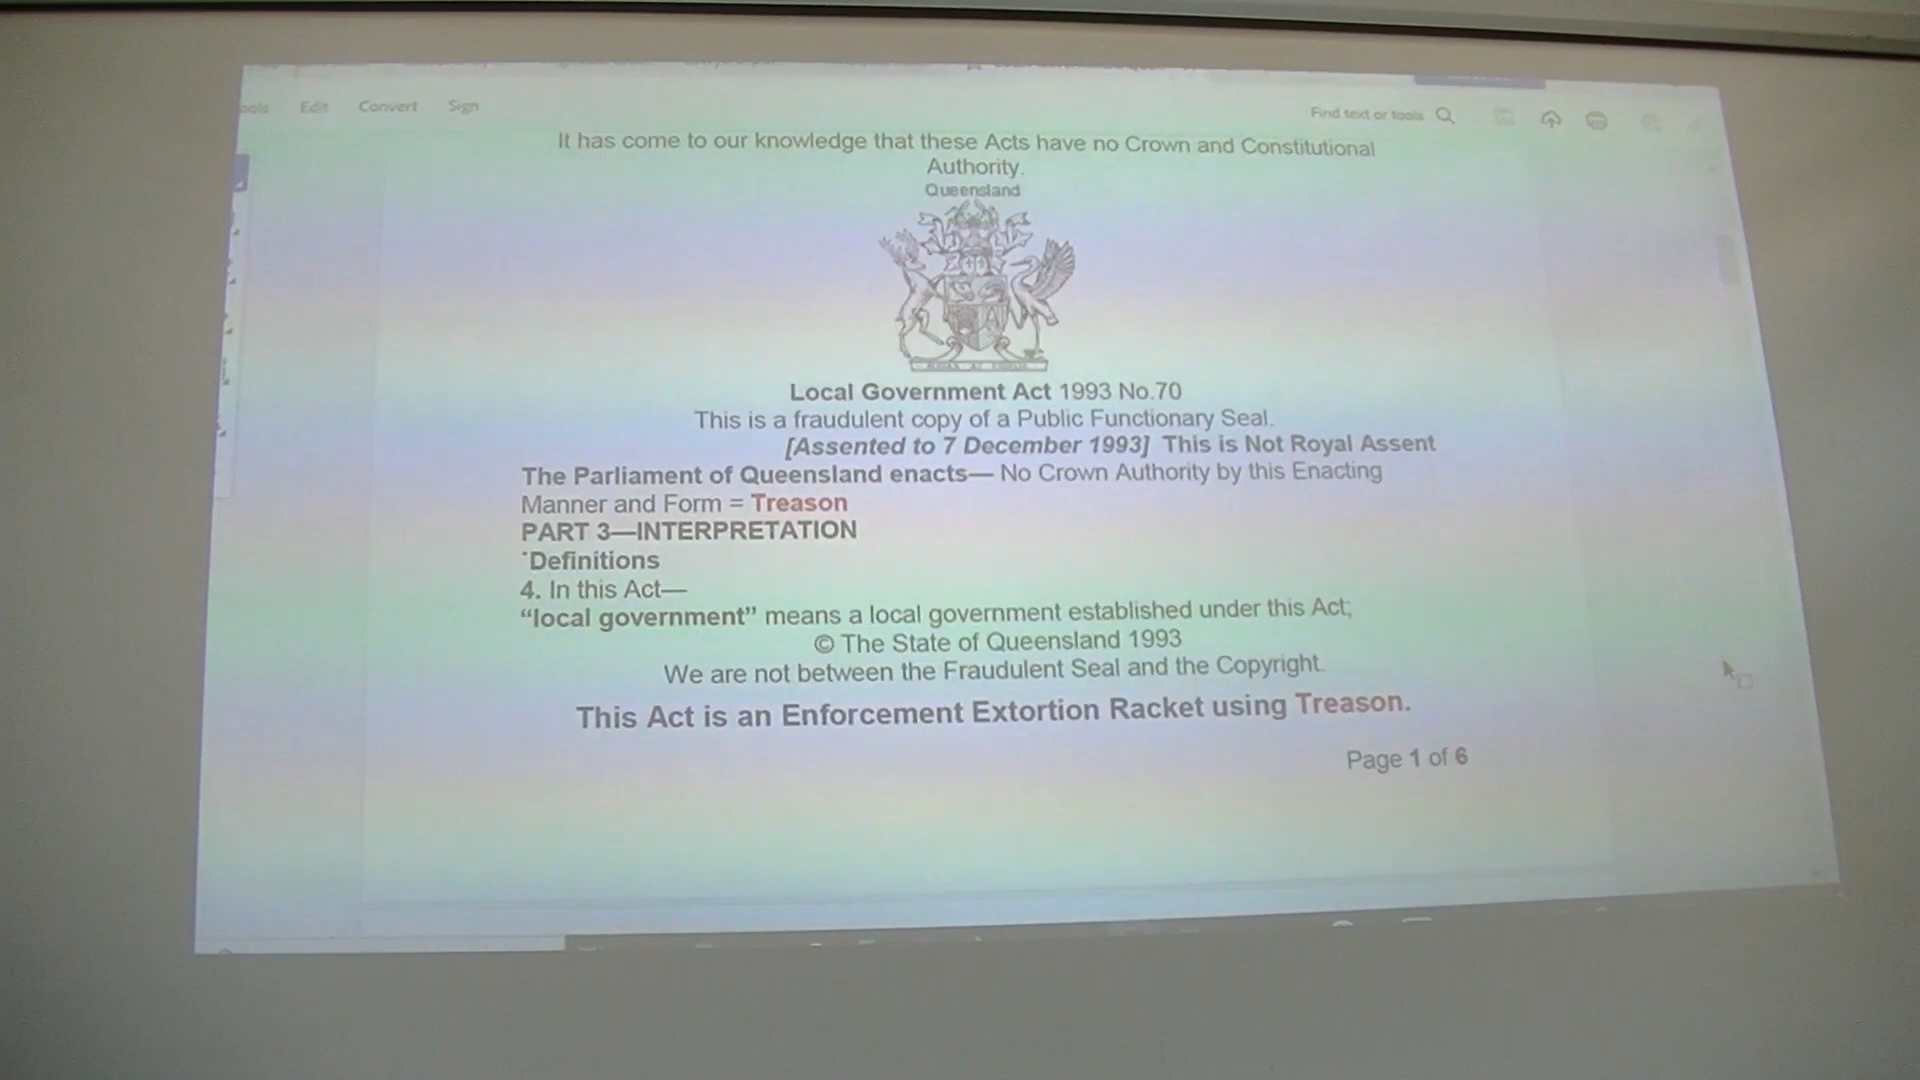 Edit Convert Sign
Find text or tools
It has come to our knowledge that these Acts have no Crown and Constitutional
Authority.
Queensland
Local Government Act 1993 No.70
This is a fraudulent copy of a Public Functionary Seal.
[Assented to 7 December 1993] This is Not Royal Assent
The Parliament of Queensland enacts— No Crown Authority by this Enacting
Manner and Form = Treason
PART 3—INTERPRETATION
˙Definitions
4. In this Act—
“local government” means a local government established under this Act;
© The State of Queensland 1993
We are not between the Fraudulent Seal and the Copyright.
This Act is an Enforcement Extortion Racket using Treason.
Page 1 of 6